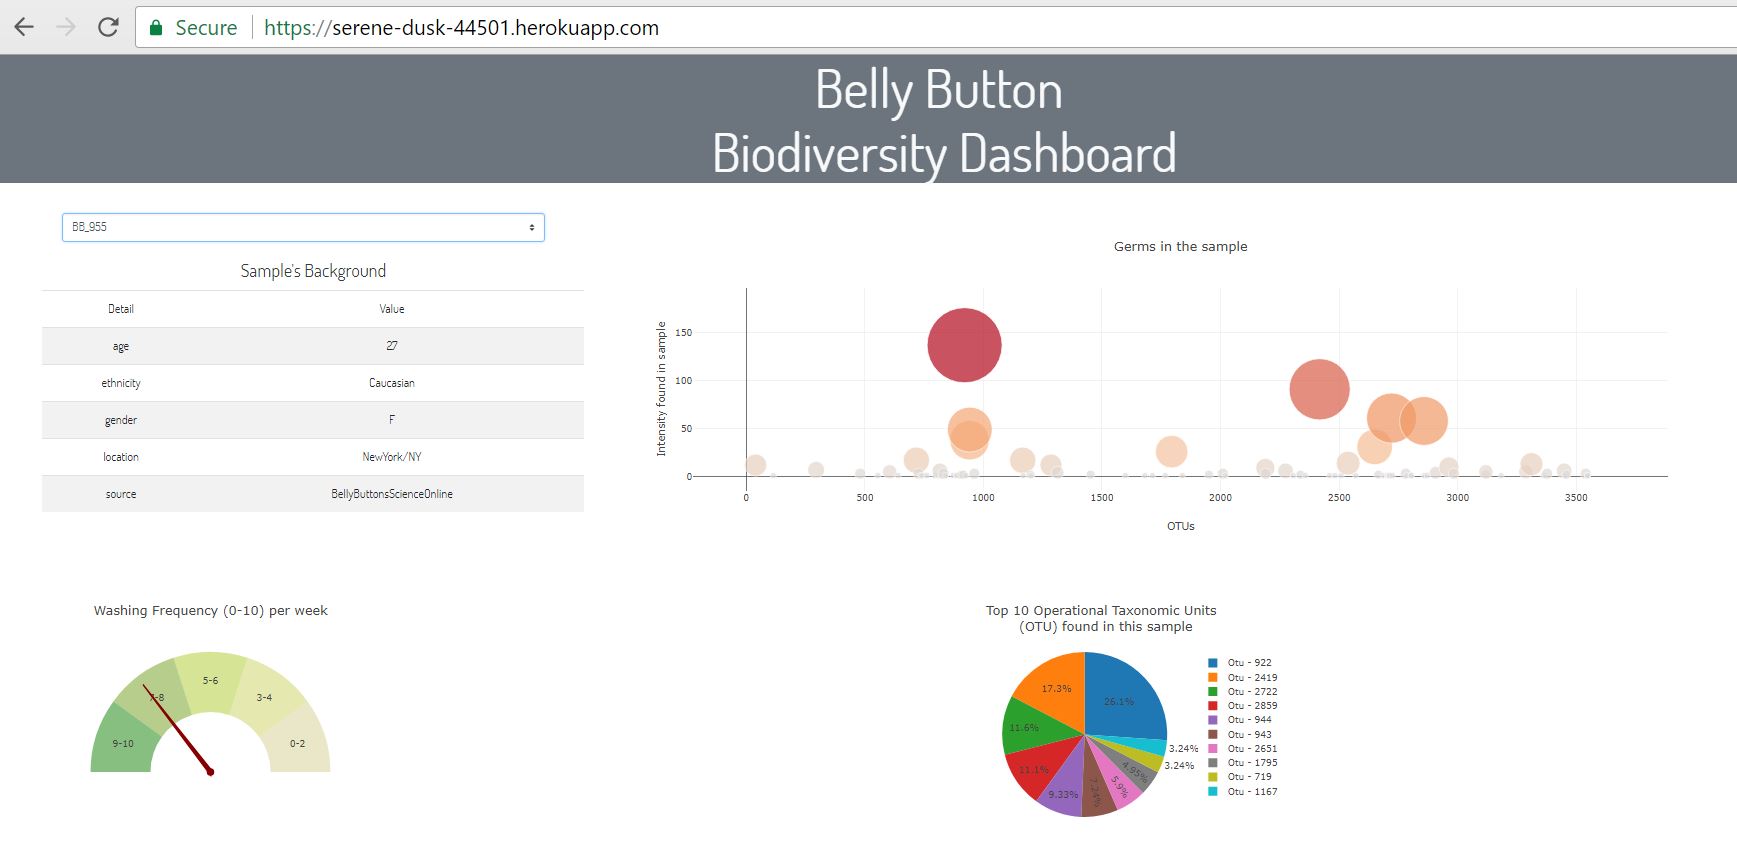 Secure https://serene-dusk-44501.herokuapp.com
Belly Button
Biodiversity Dashboard
BB_955
Sample's Background
Detail Value
age 27
ethnicity Caucasian
gender F
location NewYork/NY
source BellyButtonsScienceOnline
Germs in the sample
Intensity found in sample
150
100
50
0
0 500 1000 1500 2000 2500 3000 3500
OTUs
Washing Frequency (0-10) per week
9-10
7-8
5-6
3-4
0-2
Top 10 Operational Taxonomic Units
(OTU) found in this sample
26.1%
17.3%
11.6%
11.1%
9.33%
7.24%
5.9%
4.95%
3.24%
3.24%
Otu - 922
Otu - 2419
Otu - 2722
Otu - 2859
Otu - 944
Otu - 943
Otu - 2651
Otu - 1795
Otu - 719
Otu - 1167